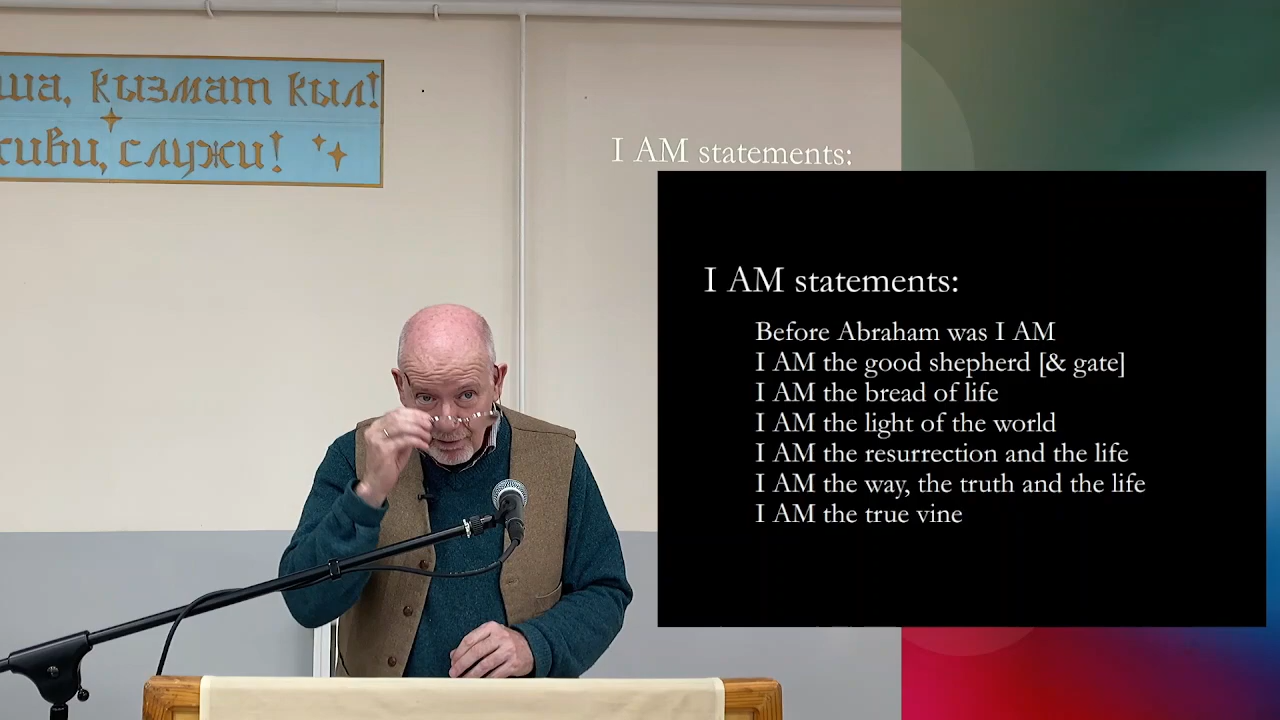 кызмат кыл!
служи!
I AM statements:
I AM statements:
Before Abraham was I AM
I AM the good shepherd [& gate]
I AM the bread of life
I AM the light of the world
I AM the resurrection and the life
I AM the way, the truth and the life
I AM the true vine